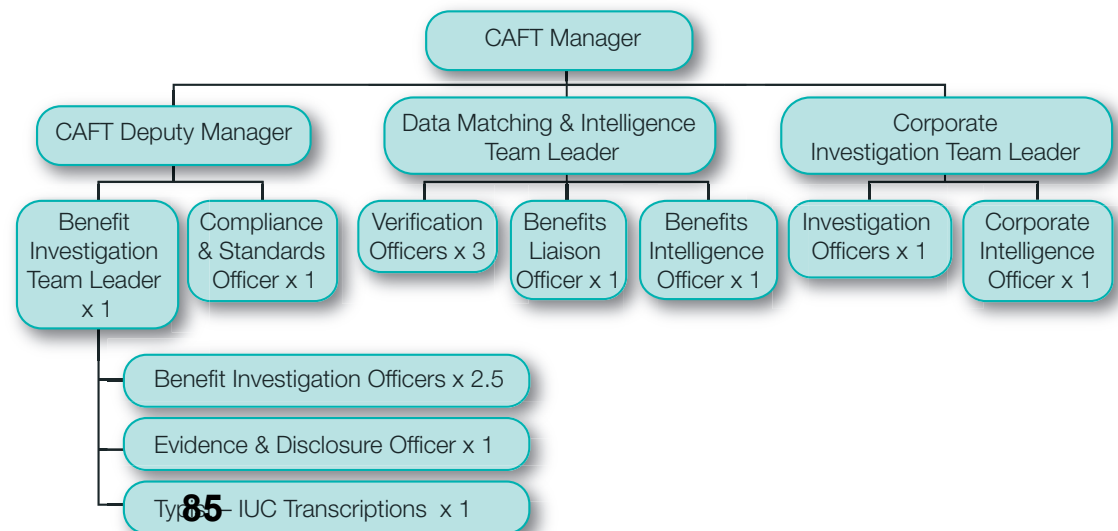 CAFT Manager
CAFT Deputy Manager
Data Matching & Intelligence
Team Leader
Corporate
Investigation Team Leader
Benefit
Investigation
Team Leader
x 1
Compliance
& Standards
Officer x 1
Verification
Officers x 3
Benefits
Liaison
Officer x 1
Benefits
Intelligence
Officer x 1
Investigation
Officers x 1
Corporate
Intelligence
Officer x 1
Benefit Investigation Officers x 2.5
Evidence & Disclosure Officer x 1
85
– IUC Transcriptions x 1